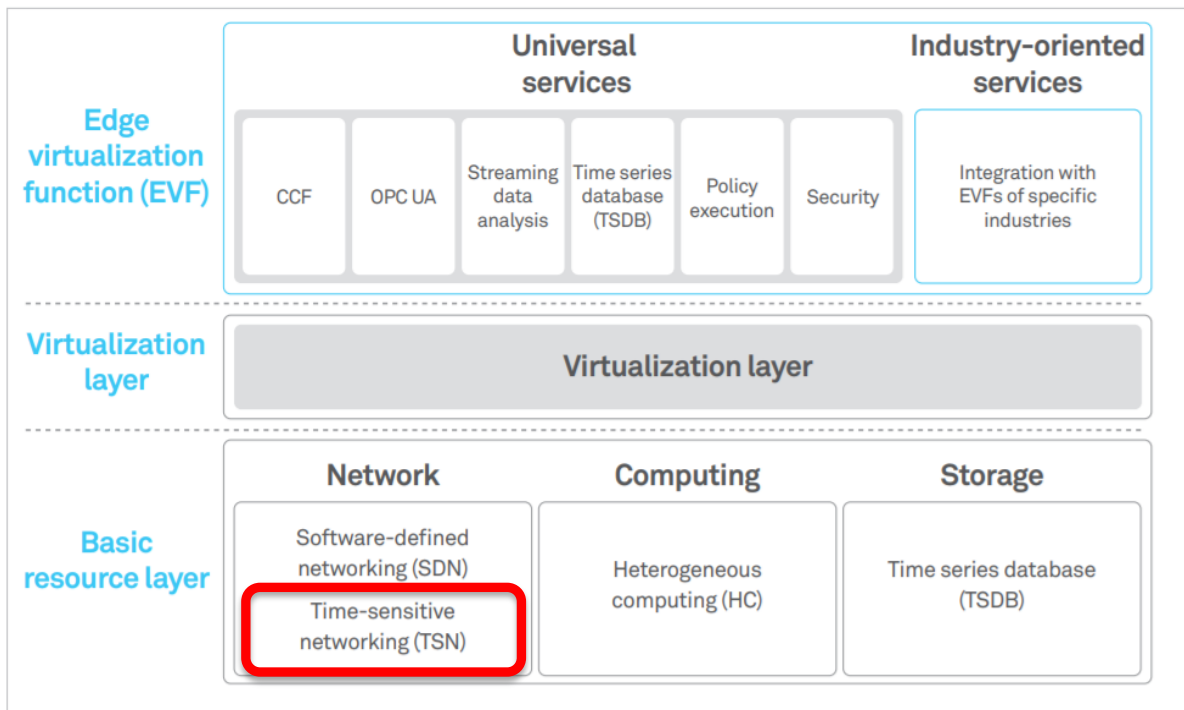 Universal
services
Industry-oriented
services
Edge
virtualization
function (EVF)
CCF
OPC UA
Streaming
data
analysis
Time series
database
(TSDB)
Policy
execution
Security
Integration with
EVFs of specific
industries
Virtualization
layer
Virtualization layer
Basic
resource layer
Network
Computing
Storage
Software-defined
networking (SDN)
Time-sensitive
networking (TSN)
Heterogeneous
computing (HC)
Time series database
(TSDB)